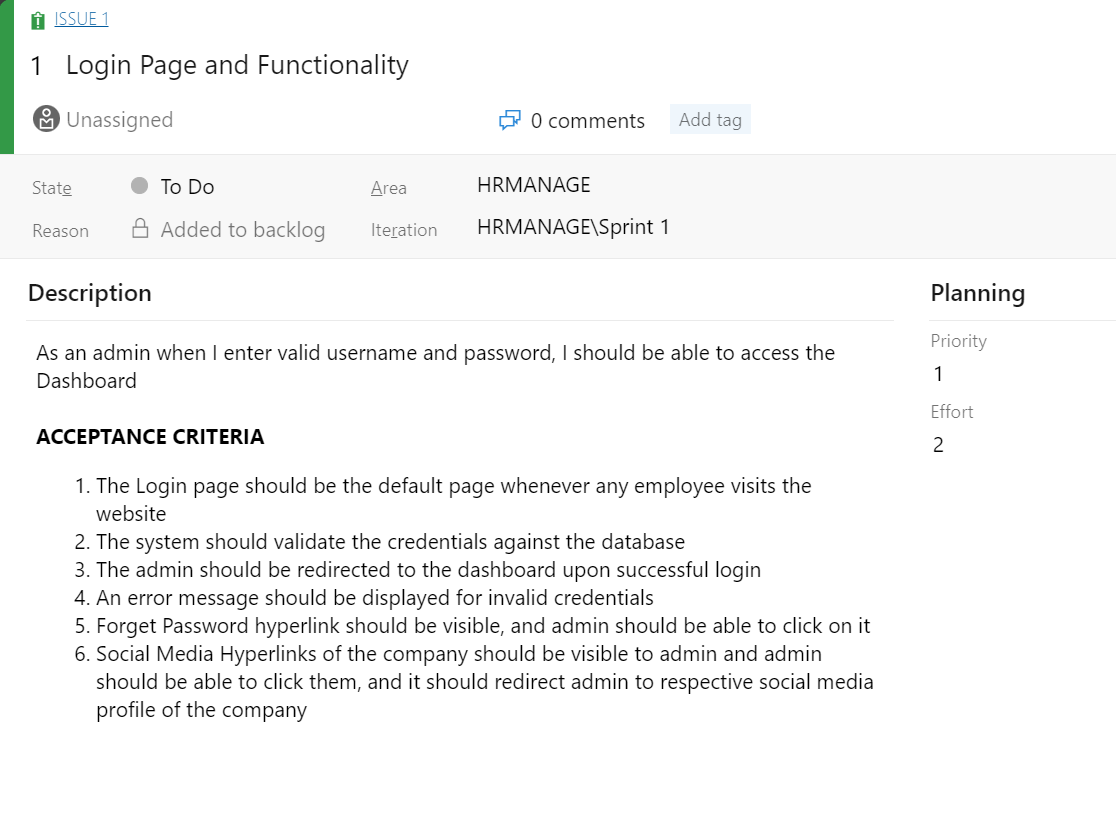 ISSUE 1
1 Login Page and Functionality
Unassigned
0 comments
Add tag
State
To Do
Area
HRMANAGE
Reason
Added to backlog
Iteration
HRMANAGE\Sprint 1
Description
As an admin when I enter valid username and password, I should be able to access the
Dashboard
ACCEPTANCE CRITERIA
1. The Login page should be the default page whenever any employee visits the
website
2. The system should validate the credentials against the database
3. The admin should be redirected to the dashboard upon successful login
4. An error message should be displayed for invalid credentials
5. Forget Password hyperlink should be visible, and admin should be able to click on it
6. Social Media Hyperlinks of the company should be visible to admin and admin
should be able to click them, and it should redirect admin to respective social media
profile of the company
Planning
Priority
1
Effort
2